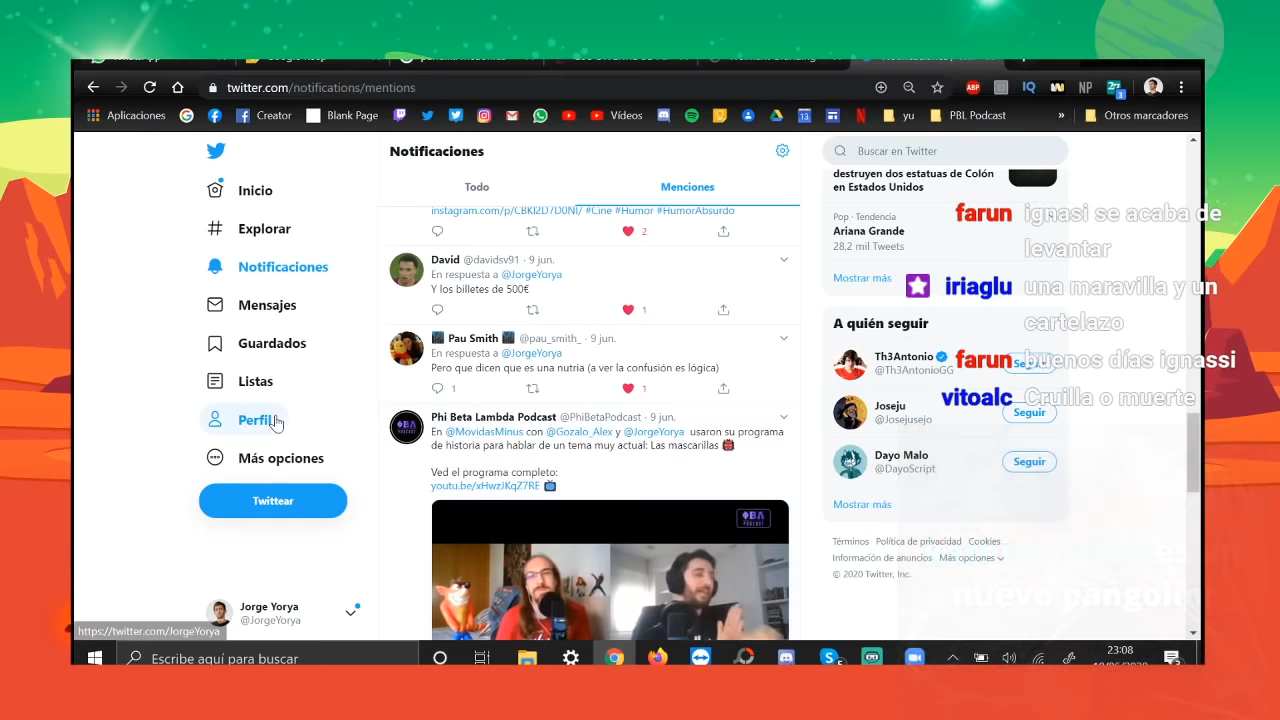 twitter.com/notifications/mentions
Aplicaciones
Creator
Blank Page
Vídeos
yu
PBL Podcast
»
Otros marcadores
ABP
IQ
NP
3
Inicio
Explorar
Notificaciones
Mensajes
Guardados
Listas
Perfil
Más opciones
Twittear
Jorge Yorya
@JorgeYorya
https://twitter.com/JorgeYorya
Notificaciones
Todo
Menciones
instagram.com/p/CBKI2D7D0NI/ #Cine #Humor #HumorAbsurdo
2
David @davidsv91 · 9 jun.
En respuesta a @JorgeYorya
Y los billetes de 500€
1
Pau Smith @pau_smith_ · 9 jun.
En respuesta a @JorgeYorya
Pero que dicen que es una nutria (a ver la confusión es lógica)
1 1
Phi Beta Lambda Podcast @PhiBetaPodcast · 9 jun.
En @MovidasMinus con @Gozalo_Alex y @JorgeYorya usaron su programa
de historia para hablar de un tema muy actual: Las mascarillas
Ved el programa completo:
youtu.be/xHwzJKqZ7RE
ΦΒΛ
PODCAST
Buscar en Twitter
destruyen dos estatuas de Colón
en Estados Unidos
Pop · Tendencia
Ariana Grande
28,2 mil Tweets
Mostrar más
A quién seguir
Th3Antonio
@Th3AntonioGG
Seguir
Joseju
@Josejusejo
Seguir
Dayo Malo
@DayoScript
Seguir
Mostrar más
Términos Política de privacidad Cookies
Información de anuncios Más opciones
© 2020 Twitter, Inc.
farun ignasi se acaba de
levantar
iriaglu una maravilla y un
cartelazo
farun buenos días ignassi
vitoalc Cruilla o muerte
nuevo pangolin
Escribe aquí para buscar
23:08